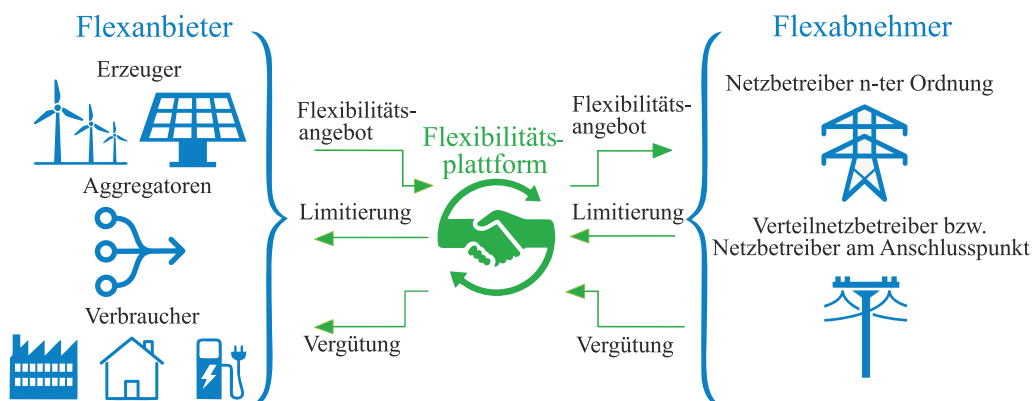 Flexanbieter
Erzeuger
Aggregatoren
Verbraucher
Flexibilitäts-
angebot
Limitierung
Vergütung
Flexibilitäts-
plattform
Flexibilitäts-
angebot
Limitierung
Vergütung
Flexabnehmer
Netzbetreiber n-ter Ordnung
Verteilnetzbetreiber bzw.
Netzbetreiber am Anschlusspunkt